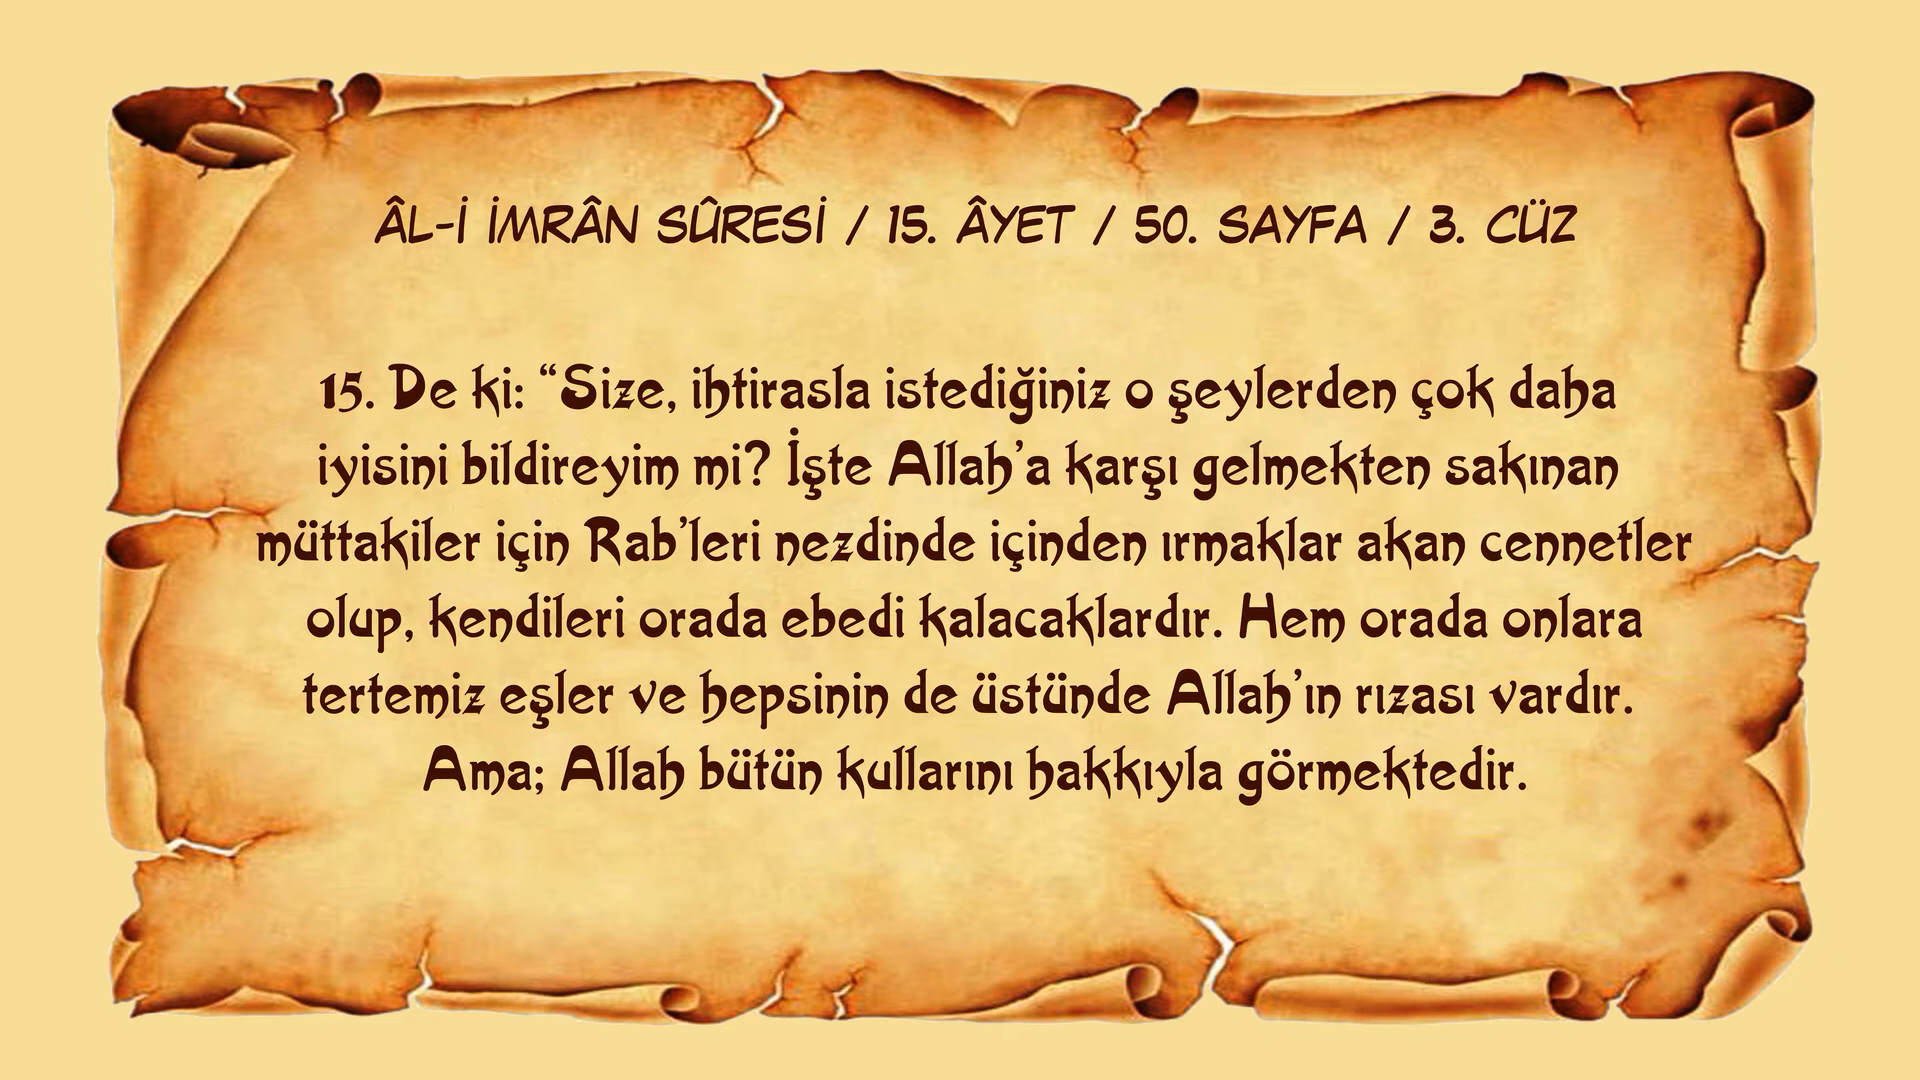 ÂL-İ İMRÂN SÛRESİ / 15. ÂYET / 50. SAYFA / 3. CÜZ
15. De ki: “Size, ihtirasla istediğiniz o şeylerden çok daha
iyisini bildireyim mi? İşte Allah’a karşı gelmekten sakınan
müttakiler için Rab’leri nezdinde içinden ırmaklar akan cennetler
olup, kendileri orada ebedi kalacaklardır. Hem orada onlara
tertemiz eşler ve hepsinin de üstünde Allah’ın rızası vardır.
Ama; Allah bütün kullarını hakkıyla görmektedir.